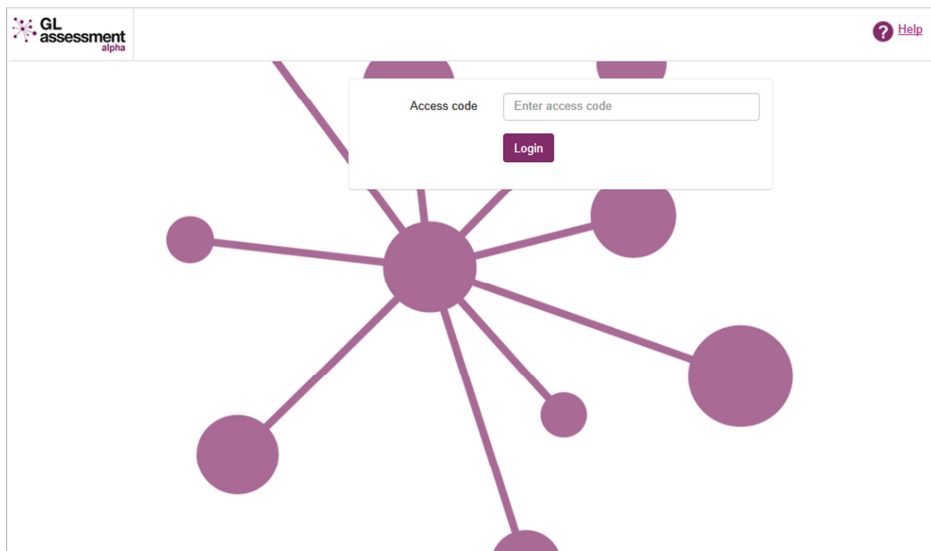 GL
assessment
alpha
? Help
Access code
Enter access code
Login